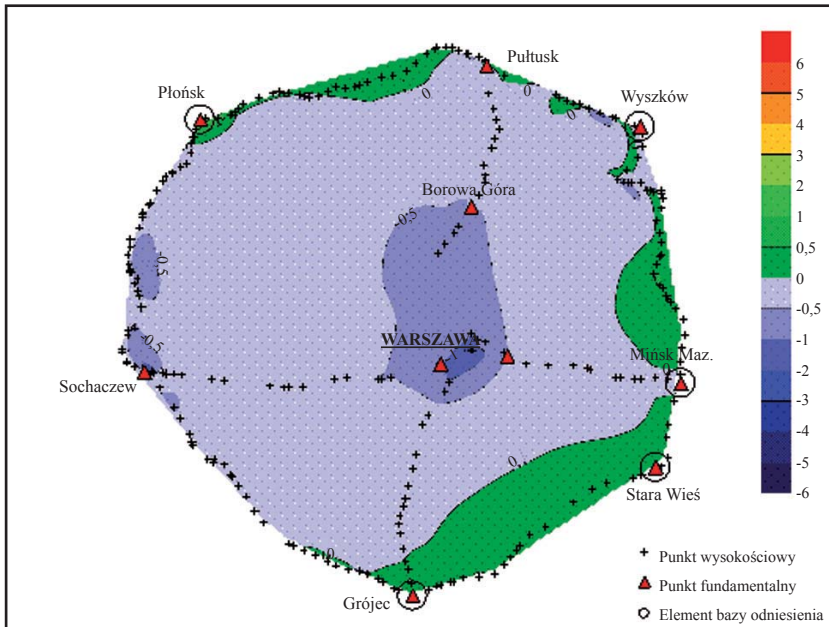 Pułtusk
Płońsk
Wyszków
0
0
0
Borowa Góra
-0,5
-0,5
WARSZAWA
-1
-0,5
Mińsk Maz.
0
Sochaczew
0
Stara Wieś
0
Grójec
6
5
4
3
2
1
0,5
0
-0,5
-1
-2
-3
-4
-5
-6
Punkt wysokościowy
Punkt fundamentalny
Element bazy odniesienia